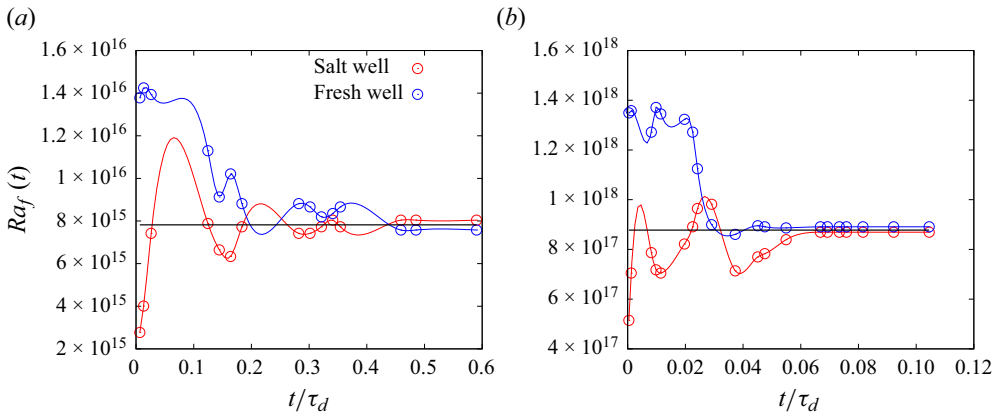 (a)
1.6 × 10^16
1.4 × 10^16
1.2 × 10^16
1 × 10^16
8 × 10^15
6 × 10^15
4 × 10^15
2 × 10^15
Ra_f (t)
Salt well
Fresh well
0 0.1 0.2 0.3 0.4 0.5 0.6
t/τ_d
(b)
1.6 × 10^18
1.4 × 10^18
1.2 × 10^18
1 × 10^18
8 × 10^17
6 × 10^17
4 × 10^17
0 0.02 0.04 0.06 0.08 0.10 0.12
t/τ_d